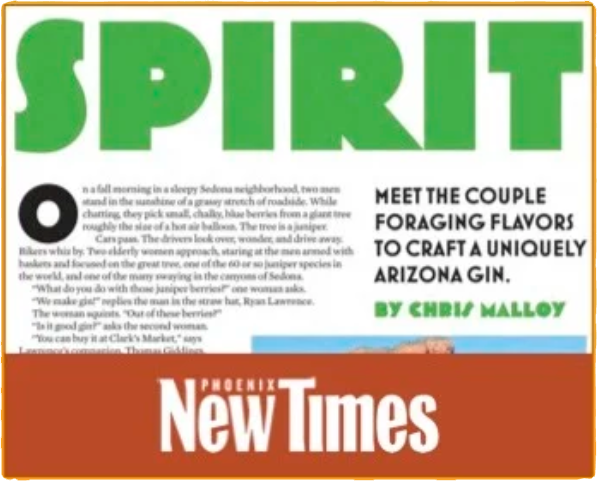 SPIRIT
On a fall morning in a sleepy Sedona neighborhood, two men
stand in the sunshine of a grassy stretch of roadside. While
chatting, they pick small, chalky, blue berries from a giant tree
roughly the size of a hot air balloon. The tree is a juniper.
Cars pass. The drivers look over, wonder, and drive away.
Bikers whiz by. Two elderly women approach, staring at the men armed with
baskets and focused on the great tree, one of the 60 or so juniper species in
the world, and one of the many swaying in the canyons of Sedona.
"What do you do with those juniper berries?" one woman asks.
"We make gin!" replies the man in the straw hat, Ryan Lawrence.
The woman squints. "Out of these berries?"
"Is it good gin?" asks the second woman.
"You can buy it at Clark's Market," says
Lawrence's companion, Thomas Giddings.
MEET THE COUPLE
FORAGING FLAVORS
TO CRAFT A UNIQUELY
ARIZONA GIN.
BY CHRIS MALLOY
PHOENIX
New Times